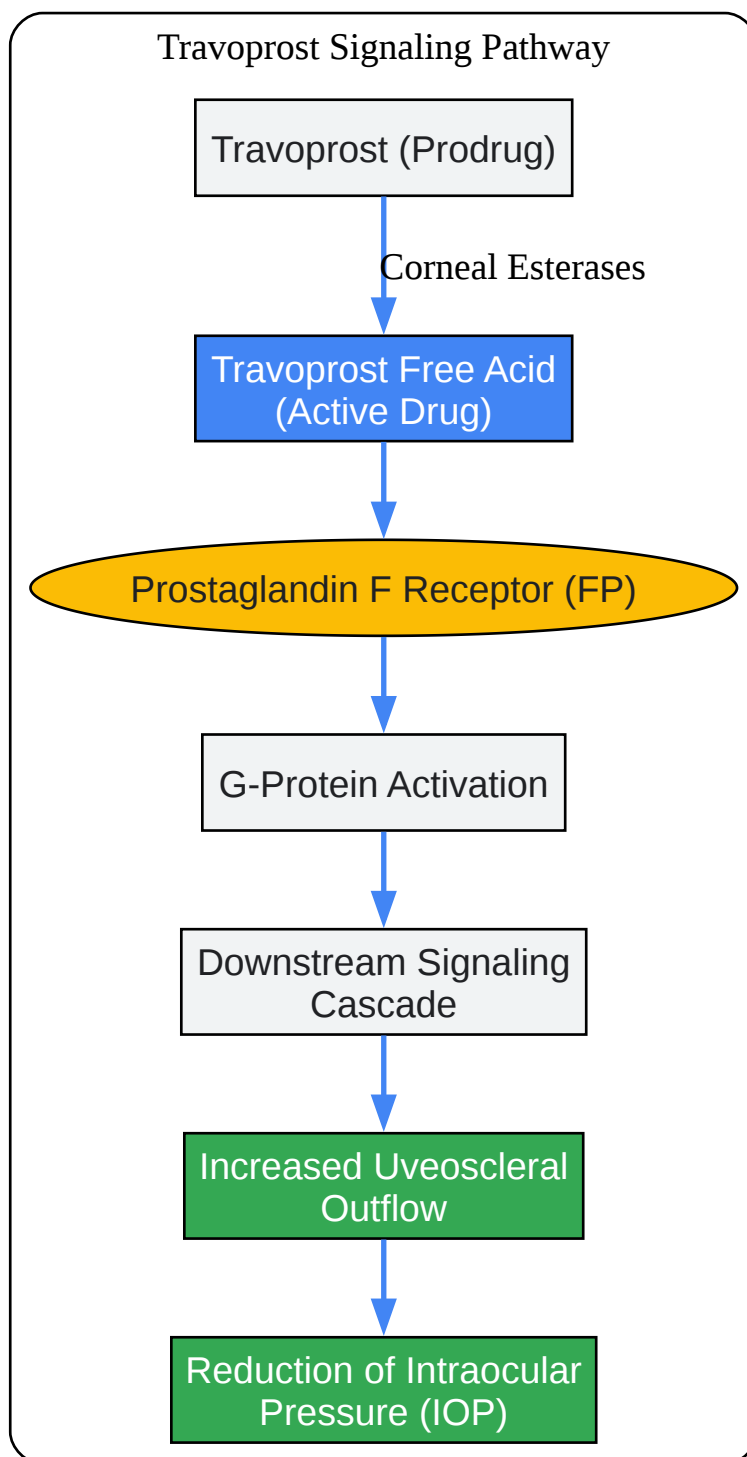 Travoprost Signaling Pathway
Travoprost (Prodrug)
Corneal Esterases
Travoprost Free Acid
(Active Drug)
Prostaglandin F Receptor (FP)
G-Protein Activation
Downstream Signaling
Cascade
Increased Uveoscleral
Outflow
Reduction of Intraocular
Pressure (IOP)